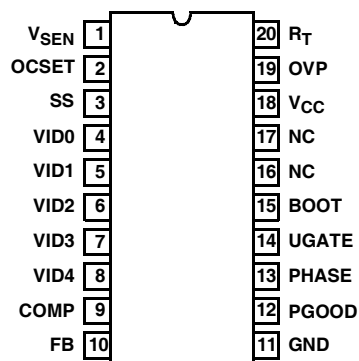 VSEN 1 20 RT
OCSET 2 19 OVP
SS 3 18 VCC
VID0 4 17 NC
VID1 5 16 NC
VID2 6 15 BOOT
VID3 7 14 UGATE
VID4 8 13 PHASE
COMP 9 12 PGOOD
FB 10 11 GND